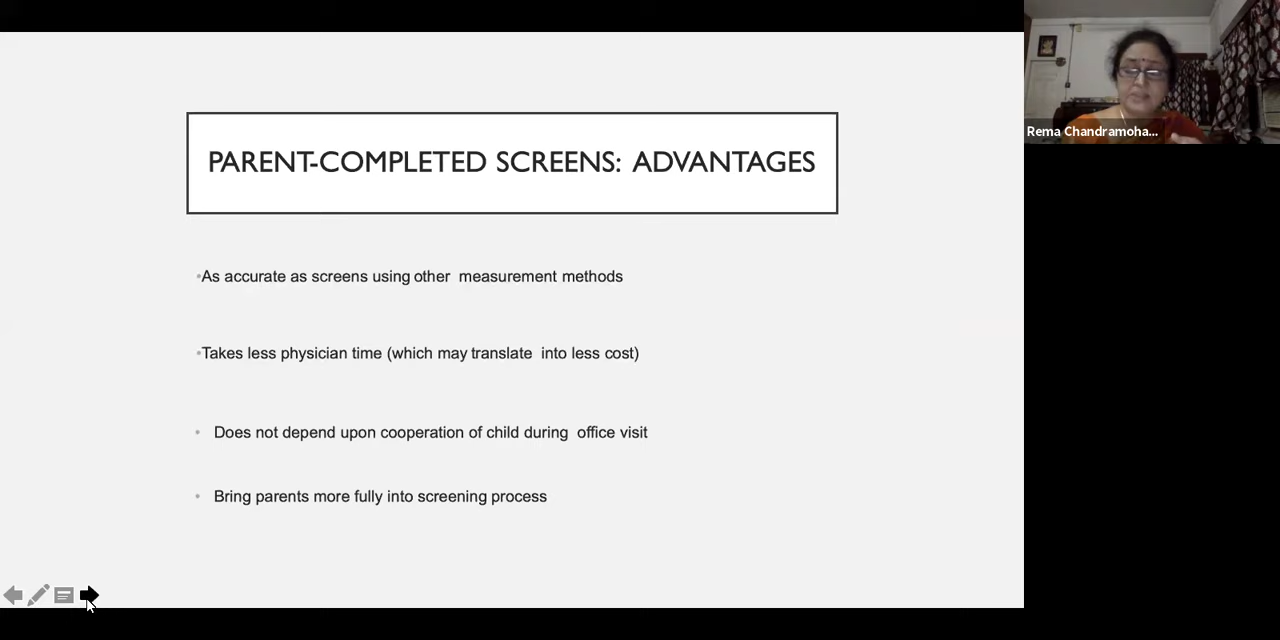 PARENT-COMPLETED SCREENS: ADVANTAGES
•As accurate as screens using other measurement methods
•Takes less physician time (which may translate into less cost)
• Does not depend upon cooperation of child during office visit
• Bring parents more fully into screening process
Rema Chandramoha...